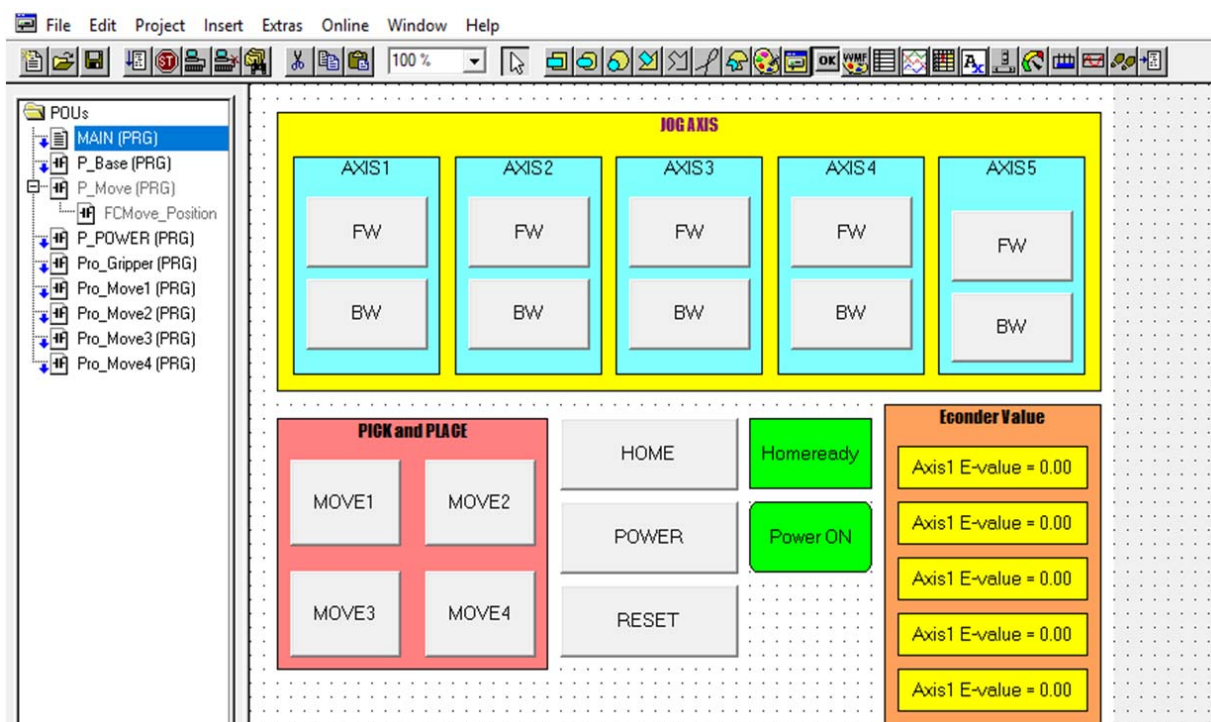 File Edit Project Insert Extras Online Window Help
100 %
OK
WMF
POUs
MAIN (PRG)
P_Base (PRG)
P_Move (PRG)
FCMove_Position
P_POWER (PRG)
Pro_Gripper (PRG)
Pro_Move1 (PRG)
Pro_Move2 (PRG)
Pro_Move3 (PRG)
Pro_Move4 (PRG)
JOG AXIS
AXIS1 AXIS2 AXIS3 AXIS4 AXIS5
FW FW FW FW FW
BW BW BW BW BW
PICK and PLACE
MOVE1 MOVE2
MOVE3 MOVE4
HOME
POWER
RESET
Homeready
Power ON
Econder Value
Axis1 E-value = 0.00
Axis1 E-value = 0.00
Axis1 E-value = 0.00
Axis1 E-value = 0.00
Axis1 E-value = 0.00